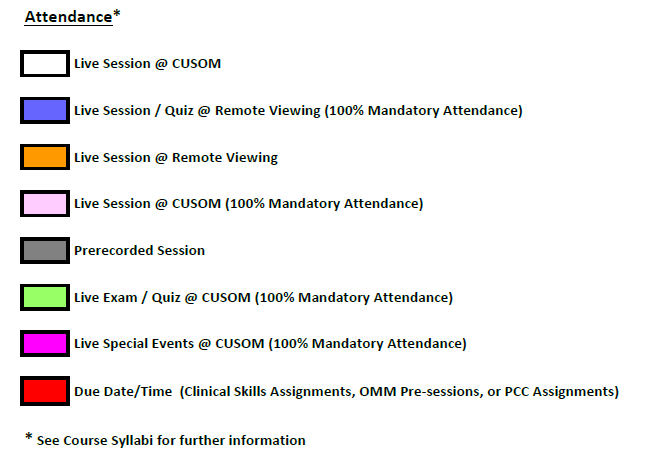 Attendance*
Live Session @ CUSOM
Live Session / Quiz @ Remote Viewing (100% Mandatory Attendance)
Live Session @ Remote Viewing
Live Session @ CUSOM (100% Mandatory Attendance)
Prerecorded Session
Live Exam / Quiz @ CUSOM (100% Mandatory Attendance)
Live Special Events @ CUSOM (100% Mandatory Attendance)
Due Date/Time (Clinical Skills Assignments, OMM Pre-sessions, or PCC Assignments)
* See Course Syllabi for further information